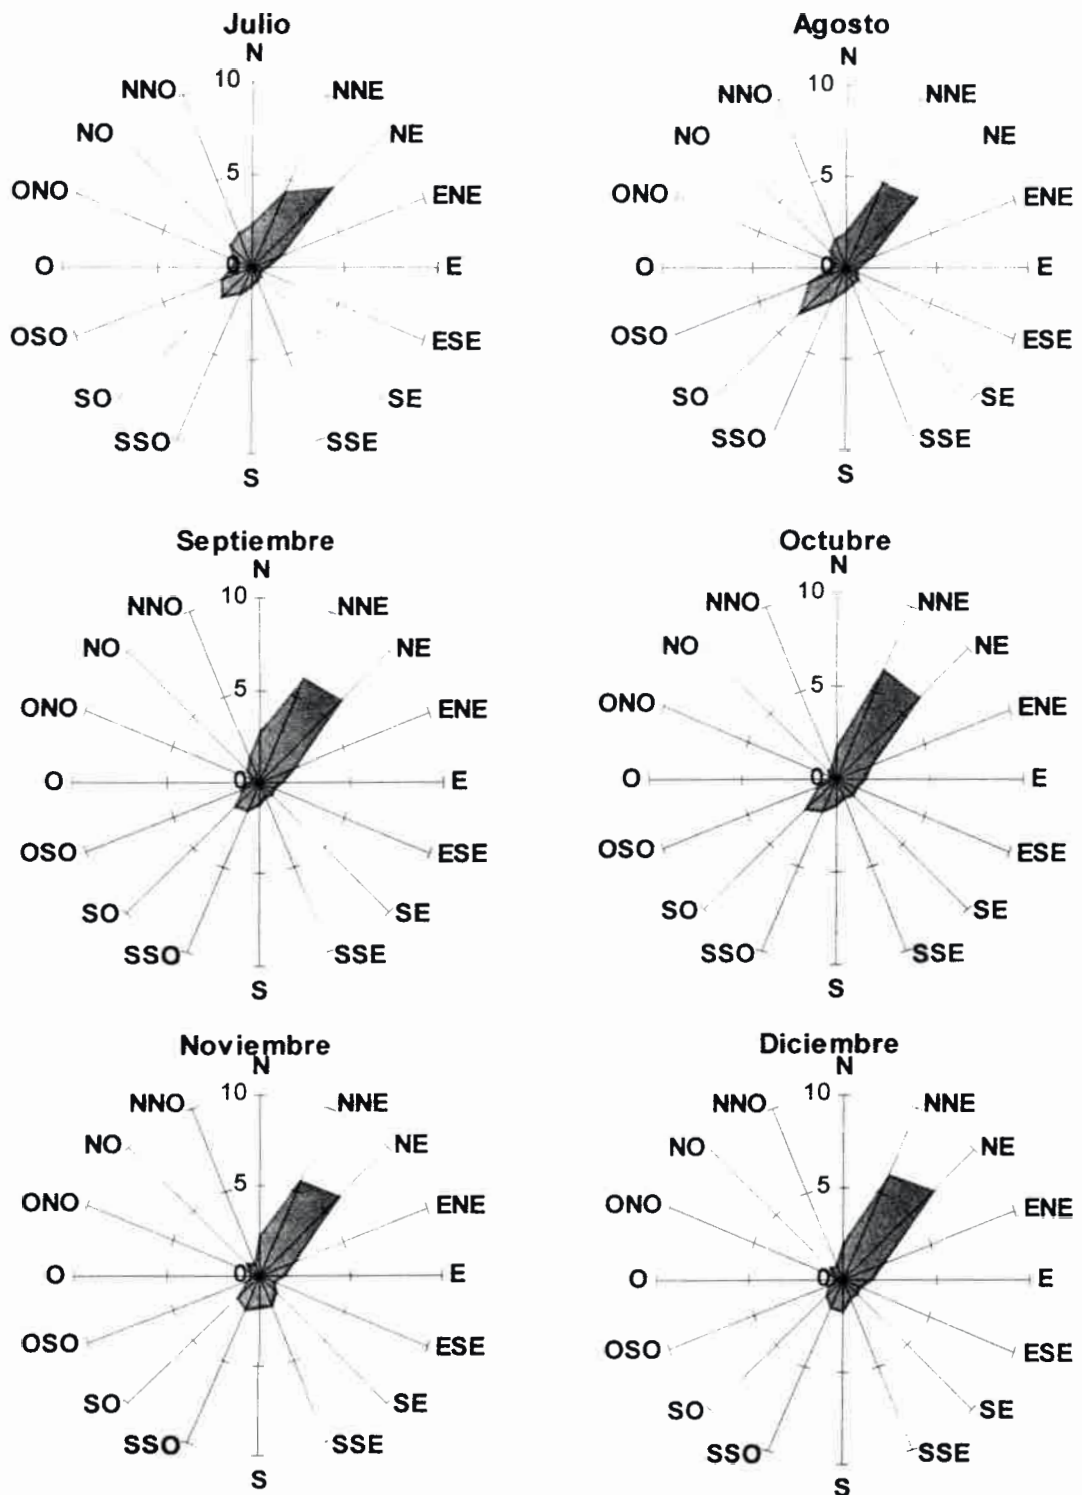 Julio
N
10
NNO
NNE
NO
NE
5
ONO
ENE
O
0
E
OSO
ESE
SO
SE
SSO
SSE
S
Agosto
N
10
NNO
NNE
NO
NE
5
ONO
ENE
O
0
E
OSO
ESE
SO
SE
SSO
SSE
S
Septiembre
N
10
NNO
NNE
NO
NE
5
ONO
ENE
O
0
E
OSO
ESE
SO
SE
SSO
SSE
S
Octubre
N
10
NNO
NNE
NO
NE
5
ONO
ENE
O
0
E
OSO
ESE
SO
SE
SSO
SSE
S
Noviembre
N
10
NNO
NNE
NO
NE
5
ONO
ENE
O
0
E
OSO
ESE
SO
SE
SSO
SSE
S
Diciembre
N
10
NNO
NNE
NO
NE
5
ONO
ENE
O
0
E
OSO
ESE
SO
SE
SSO
SSE
S